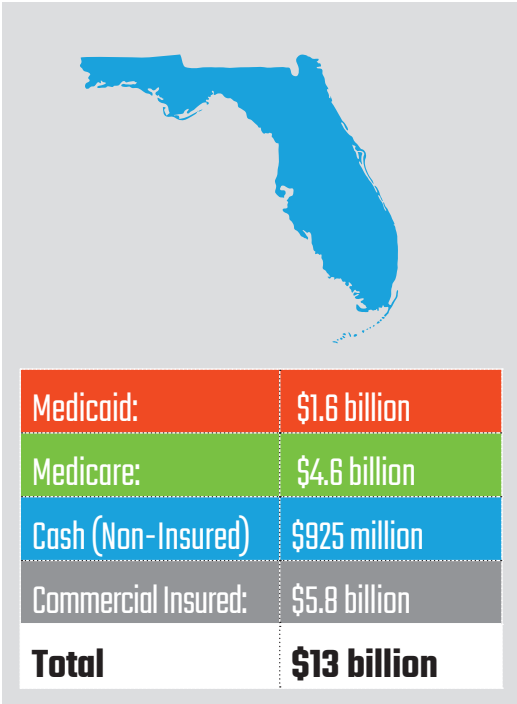 Medicaid: $1.6 billion
Medicare: $4.6 billion
Cash (Non-Insured) $925 million
Commercial Insured: $5.8 billion
Total $13 billion